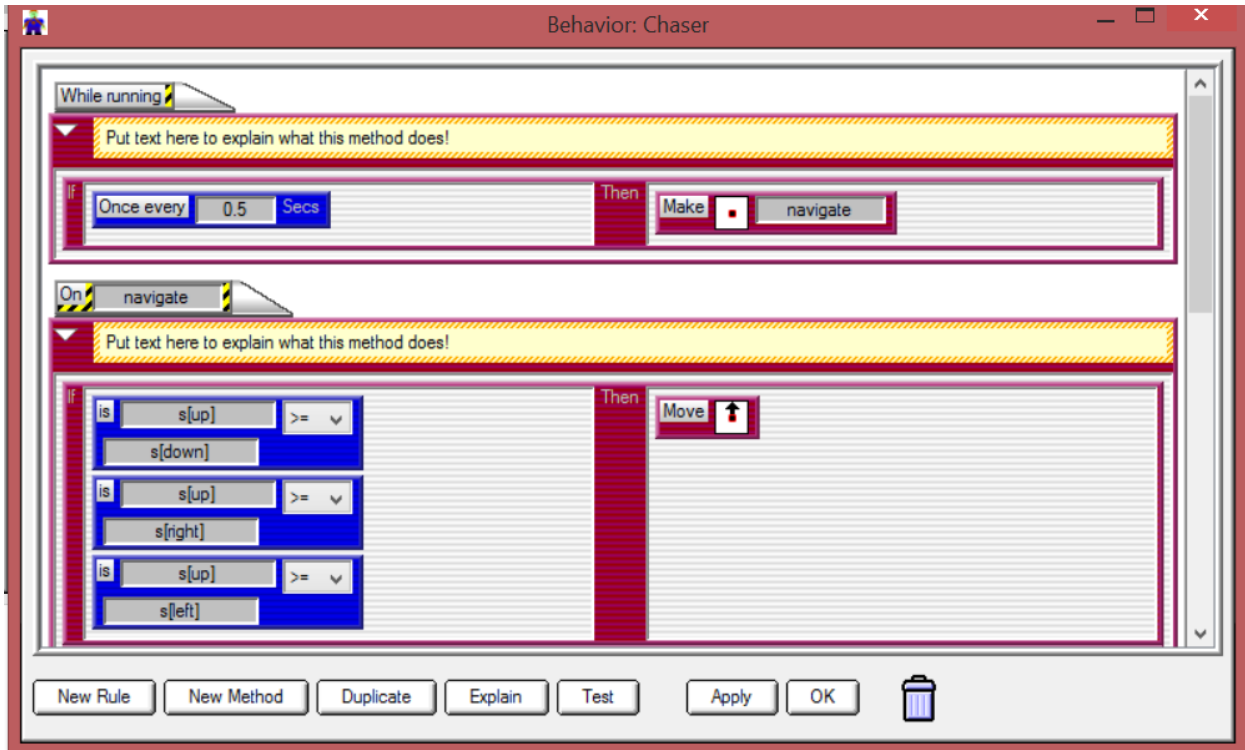 Behavior: Chaser
While running
Put text here to explain what this method does!
If Once every 0.5 Secs Then Make navigate
On navigate
Put text here to explain what this method does!
If is s[up] >= Then Move
s[down]
is s[up] >=
s[right]
is s[up] >=
s[left]
New Rule New Method Duplicate Explain Test Apply OK